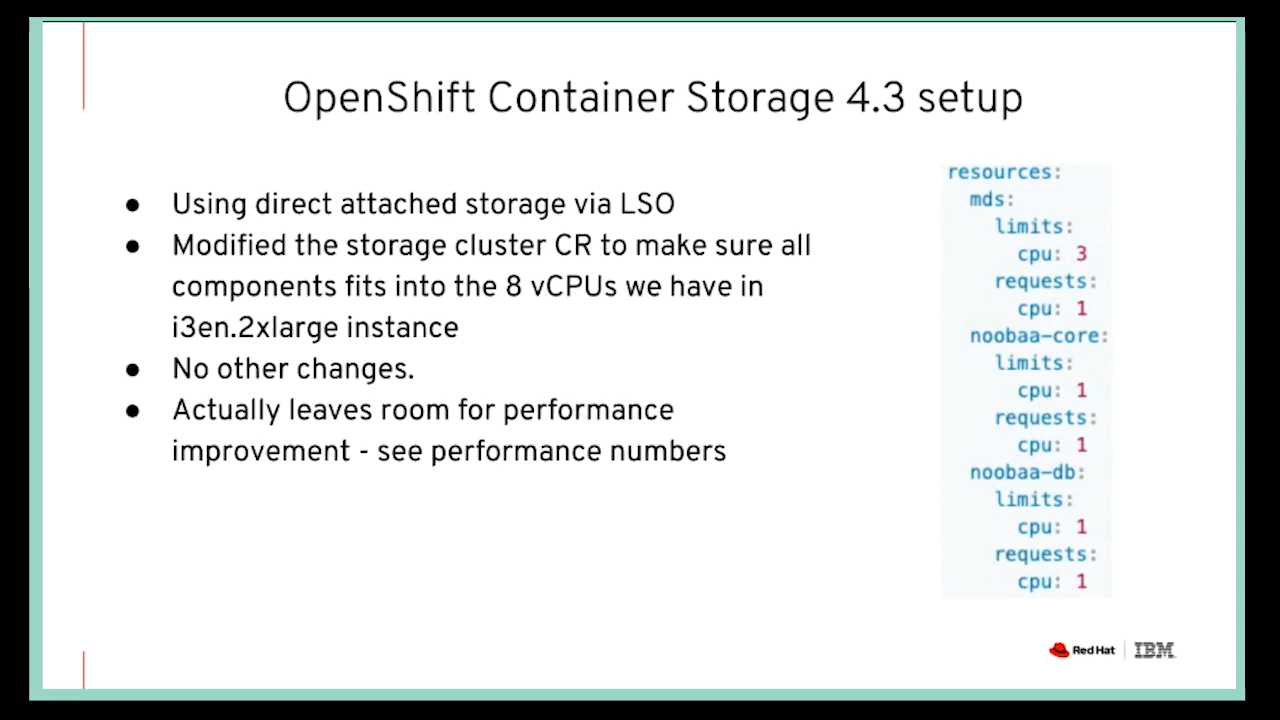 OpenShift Container Storage 4.3 setup
● Using direct attached storage via LSO
● Modified the storage cluster CR to make sure all
components fits into the 8 vCPUs we have in
i3en.2xlarge instance
● No other changes.
● Actually leaves room for performance
improvement - see performance numbers
resources:
mds:
limits:
cpu: 3
requests:
cpu: 1
noobaa-core:
limits:
cpu: 1
requests:
cpu: 1
noobaa-db:
limits:
cpu: 1
requests:
cpu: 1
Red Hat
IBM